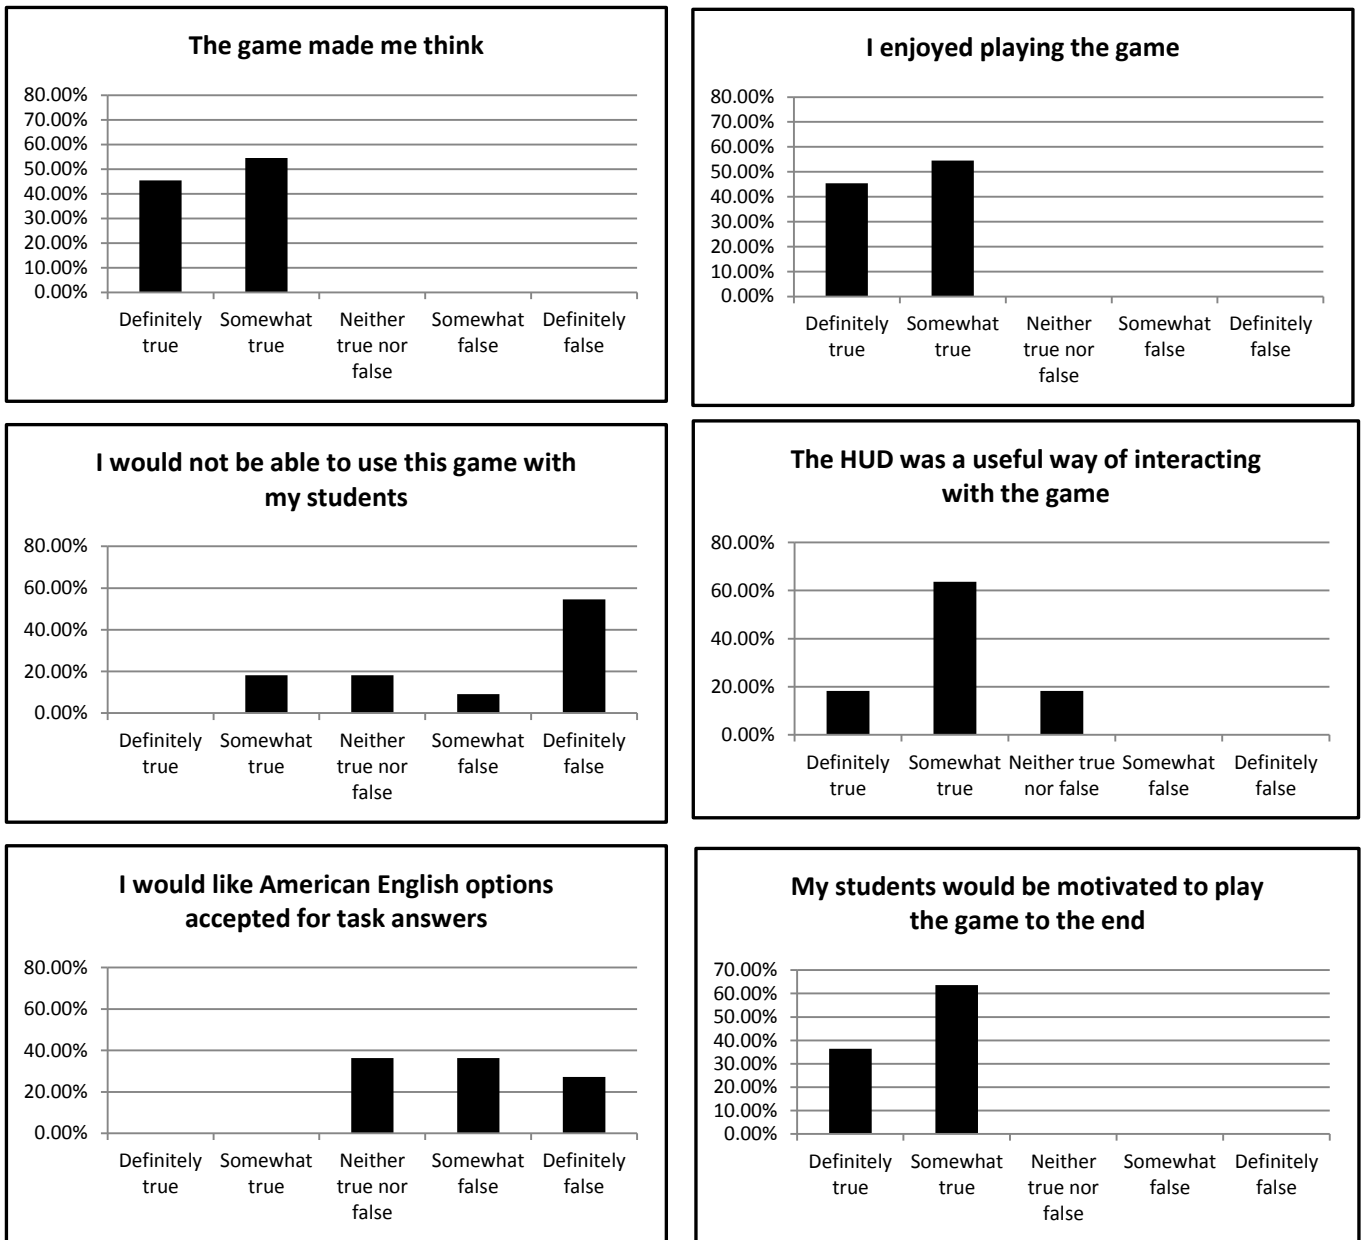 The game made me think
80.00%
70.00%
60.00%
50.00%
40.00%
30.00%
20.00%
10.00%
0.00%
Definitely Somewhat Neither Somewhat Definitely
true true true nor false false
false
I enjoyed playing the game
80.00%
70.00%
60.00%
50.00%
40.00%
30.00%
20.00%
10.00%
0.00%
Definitely Somewhat Neither Somewhat Definitely
true true true nor false false
false
I would not be able to use this game with
my students
80.00%
60.00%
40.00%
20.00%
0.00%
Definitely Somewhat Neither Somewhat Definitely
true true true nor false false
false
The HUD was a useful way of interacting
with the game
80.00%
60.00%
40.00%
20.00%
0.00%
Definitely Somewhat Neither true Somewhat Definitely
true true nor false false false
I would like American English options
accepted for task answers
80.00%
60.00%
40.00%
20.00%
0.00%
Definitely Somewhat Neither Somewhat Definitely
true true true nor false false
false
My students would be motivated to play
the game to the end
70.00%
60.00%
50.00%
40.00%
30.00%
20.00%
10.00%
0.00%
Definitely Somewhat Neither Somewhat Definitely
true true true nor false false
false